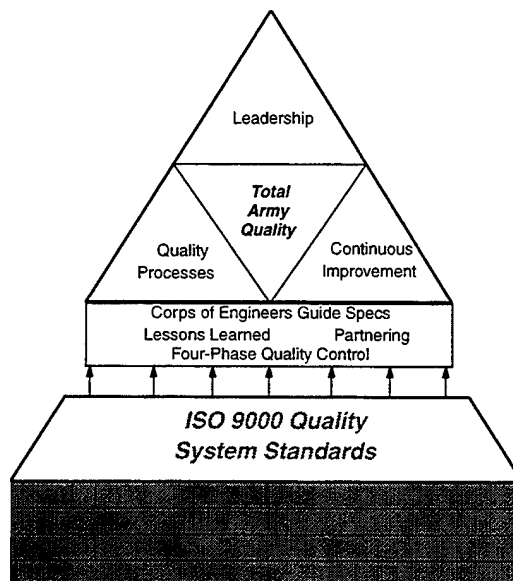 Leadership
Total
Army
Quality
Quality
Processes
Continuous
Improvement
Corps of Engineers Guide Specs
Lessons Learned Partnering
Four-Phase Quality Control
ISO 9000 Quality
System Standards